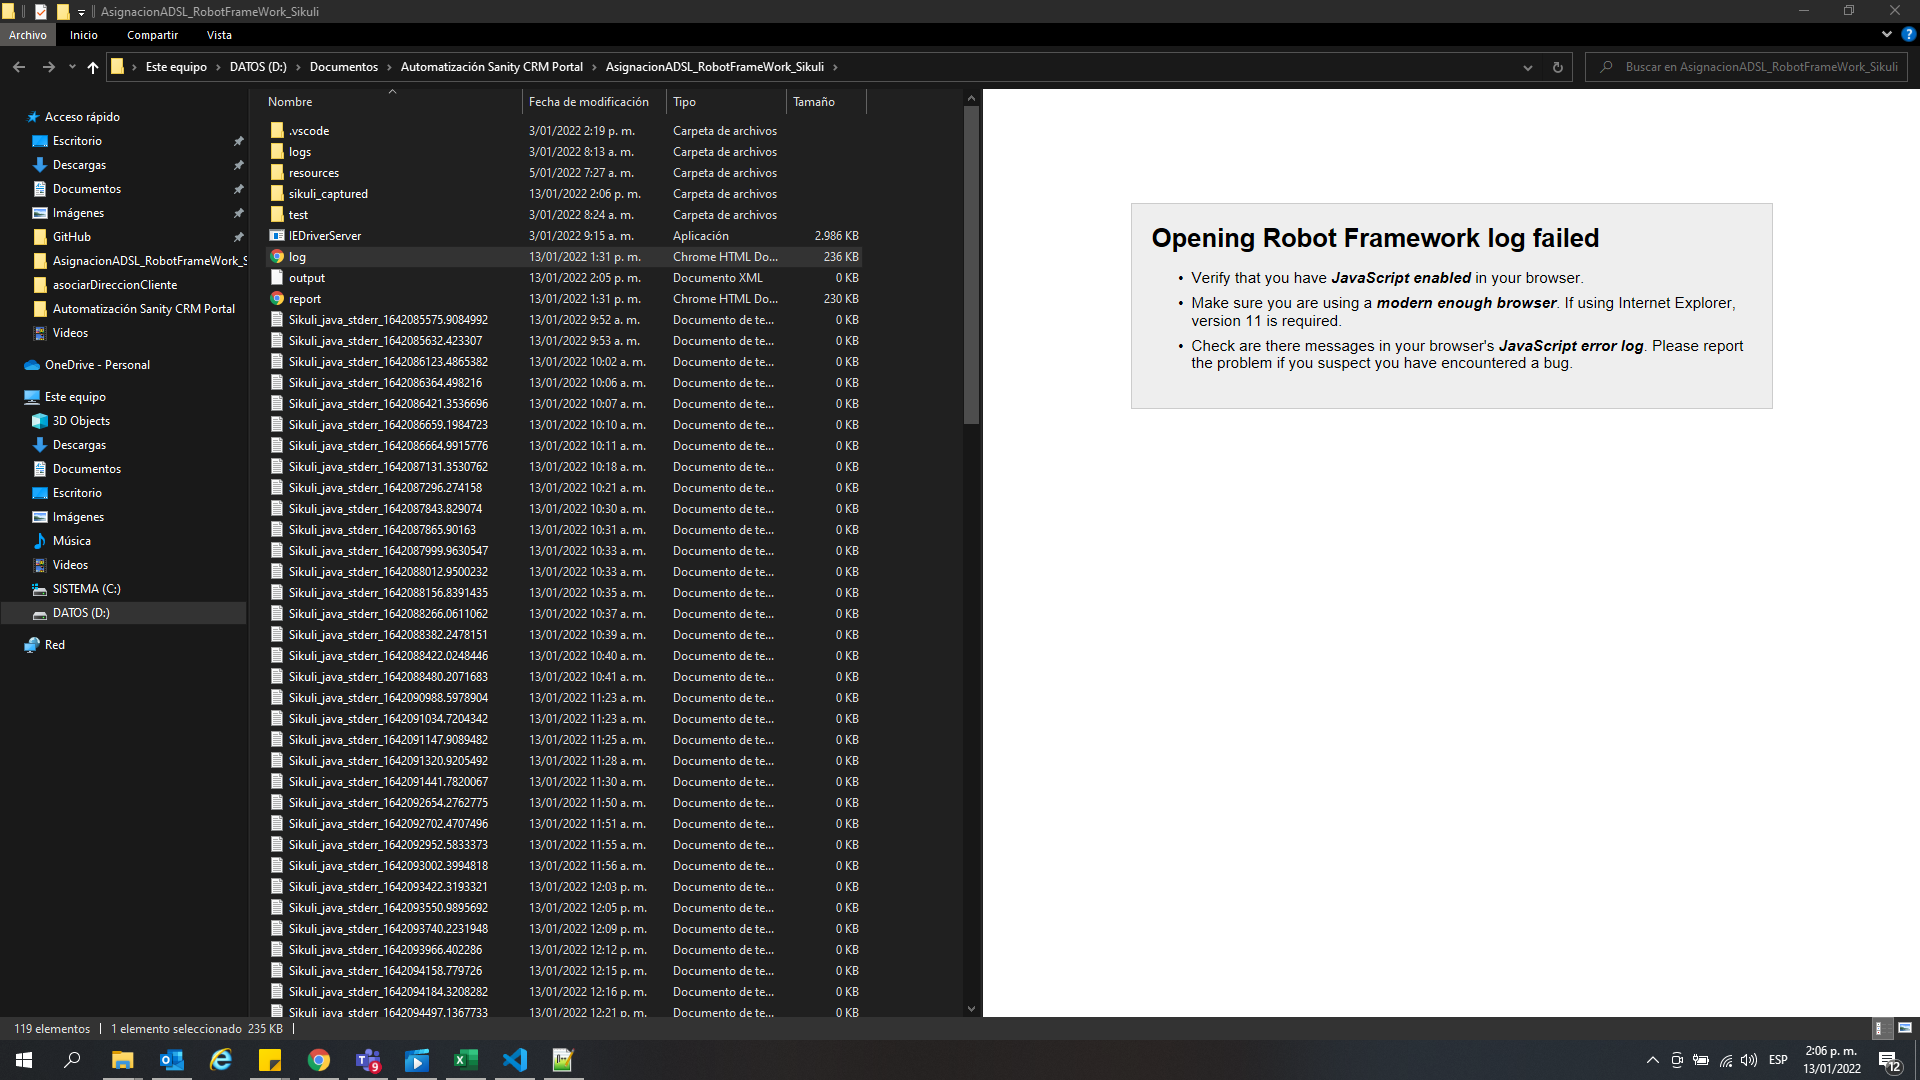 AsignacionADSL_RobotFrameWork_Sikuli
Archivo Inicio Compartir Vista
Este equipo DATOS (D:) Documentos Automatización Sanity CRM Portal AsignacionADSL_RobotFrameWork_Sikuli
Buscar en AsignacionADSL_RobotFrameWork_Sikuli
Acceso rápido
Escritorio
Descargas
Documentos
Imágenes
GitHub
AsignacionADSL_RobotFrameWork_S
asociarDireccionCliente
Automatización Sanity CRM Portal
Videos
OneDrive - Personal
Este equipo
3D Objects
Descargas
Documentos
Escritorio
Imágenes
Música
Videos
SISTEMA (C:)
DATOS (D:)
Red
Nombre Fecha de modificación Tipo Tamaño
.vscode 3/01/2022 2:19 p. m. Carpeta de archivos
logs 3/01/2022 8:13 a. m. Carpeta de archivos
resources 5/01/2022 7:27 a. m. Carpeta de archivos
sikuli_captured 13/01/2022 2:06 p. m. Carpeta de archivos
test 3/01/2022 8:24 a. m. Carpeta de archivos
IEDriverServer 3/01/2022 9:15 a. m. Aplicación 2.986 KB
log 13/01/2022 1:31 p. m. Chrome HTML Do... 236 KB
output 13/01/2022 2:05 p. m. Documento XML 0 KB
report 13/01/2022 1:31 p. m. Chrome HTML Do... 230 KB
Sikuli_java_stderr_1642085575.9084992 13/01/2022 9:52 a. m. Documento de te... 0 KB
Sikuli_java_stderr_1642085632.423307 13/01/2022 9:53 a. m. Documento de te... 0 KB
Sikuli_java_stderr_1642086123.4865382 13/01/2022 10:02 a. m. Documento de te... 0 KB
Sikuli_java_stderr_1642086364.498216 13/01/2022 10:06 a. m. Documento de te... 0 KB
Sikuli_java_stderr_1642086421.3536696 13/01/2022 10:07 a. m. Documento de te... 0 KB
Sikuli_java_stderr_1642086659.1984723 13/01/2022 10:10 a. m. Documento de te... 0 KB
Sikuli_java_stderr_1642086664.9915776 13/01/2022 10:11 a. m. Documento de te... 0 KB
Sikuli_java_stderr_1642087131.3530762 13/01/2022 10:18 a. m. Documento de te... 0 KB
Sikuli_java_stderr_1642087296.274158 13/01/2022 10:21 a. m. Documento de te... 0 KB
Sikuli_java_stderr_1642087843.829074 13/01/2022 10:30 a. m. Documento de te... 0 KB
Sikuli_java_stderr_1642087865.90163 13/01/2022 10:31 a. m. Documento de te... 0 KB
Sikuli_java_stderr_1642087999.9630547 13/01/2022 10:33 a. m. Documento de te... 0 KB
Sikuli_java_stderr_1642088012.9500232 13/01/2022 10:33 a. m. Documento de te... 0 KB
Sikuli_java_stderr_1642088156.8391435 13/01/2022 10:35 a. m. Documento de te... 0 KB
Sikuli_java_stderr_1642088266.0611062 13/01/2022 10:37 a. m. Documento de te... 0 KB
Sikuli_java_stderr_1642088382.2478151 13/01/2022 10:39 a. m. Documento de te... 0 KB
Sikuli_java_stderr_1642088422.0248446 13/01/2022 10:40 a. m. Documento de te... 0 KB
Sikuli_java_stderr_1642088480.2071683 13/01/2022 10:41 a. m. Documento de te... 0 KB
Sikuli_java_stderr_1642090988.5978904 13/01/2022 11:23 a. m. Documento de te... 0 KB
Sikuli_java_stderr_1642091034.7204342 13/01/2022 11:23 a. m. Documento de te... 0 KB
Sikuli_java_stderr_1642091147.9089482 13/01/2022 11:25 a. m. Documento de te... 0 KB
Sikuli_java_stderr_1642091320.9205492 13/01/2022 11:28 a. m. Documento de te... 0 KB
Sikuli_java_stderr_1642091441.7820067 13/01/2022 11:30 a. m. Documento de te... 0 KB
Sikuli_java_stderr_1642092654.2762775 13/01/2022 11:50 a. m. Documento de te... 0 KB
Sikuli_java_stderr_1642092702.4707496 13/01/2022 11:51 a. m. Documento de te... 0 KB
Sikuli_java_stderr_1642092952.5833373 13/01/2022 11:55 a. m. Documento de te... 0 KB
Sikuli_java_stderr_1642093002.3994818 13/01/2022 11:56 a. m. Documento de te... 0 KB
Sikuli_java_stderr_1642093422.3193321 13/01/2022 12:03 p. m. Documento de te... 0 KB
Sikuli_java_stderr_1642093550.9895692 13/01/2022 12:05 p. m. Documento de te... 0 KB
Sikuli_java_stderr_1642093740.2231948 13/01/2022 12:09 p. m. Documento de te... 0 KB
Sikuli_java_stderr_1642093966.402286 13/01/2022 12:12 p. m. Documento de te... 0 KB
Sikuli_java_stderr_1642094158.779726 13/01/2022 12:15 p. m. Documento de te... 0 KB
Sikuli_java_stderr_1642094184.3208282 13/01/2022 12:16 p. m. Documento de te... 0 KB
Sikuli_java_stderr_1642094497.1367733 13/01/2022 12:21 p. m. Documento de te... 0 KB
Opening Robot Framework log failed
• Verify that you have JavaScript enabled in your browser.
• Make sure you are using a modern enough browser. If using Internet Explorer,
version 11 is required.
• Check are there messages in your browser's JavaScript error log. Please report
the problem if you suspect you have encountered a bug.
119 elementos 1 elemento seleccionado 235 KB
9
ESP
2:06 p. m.
13/01/2022
12